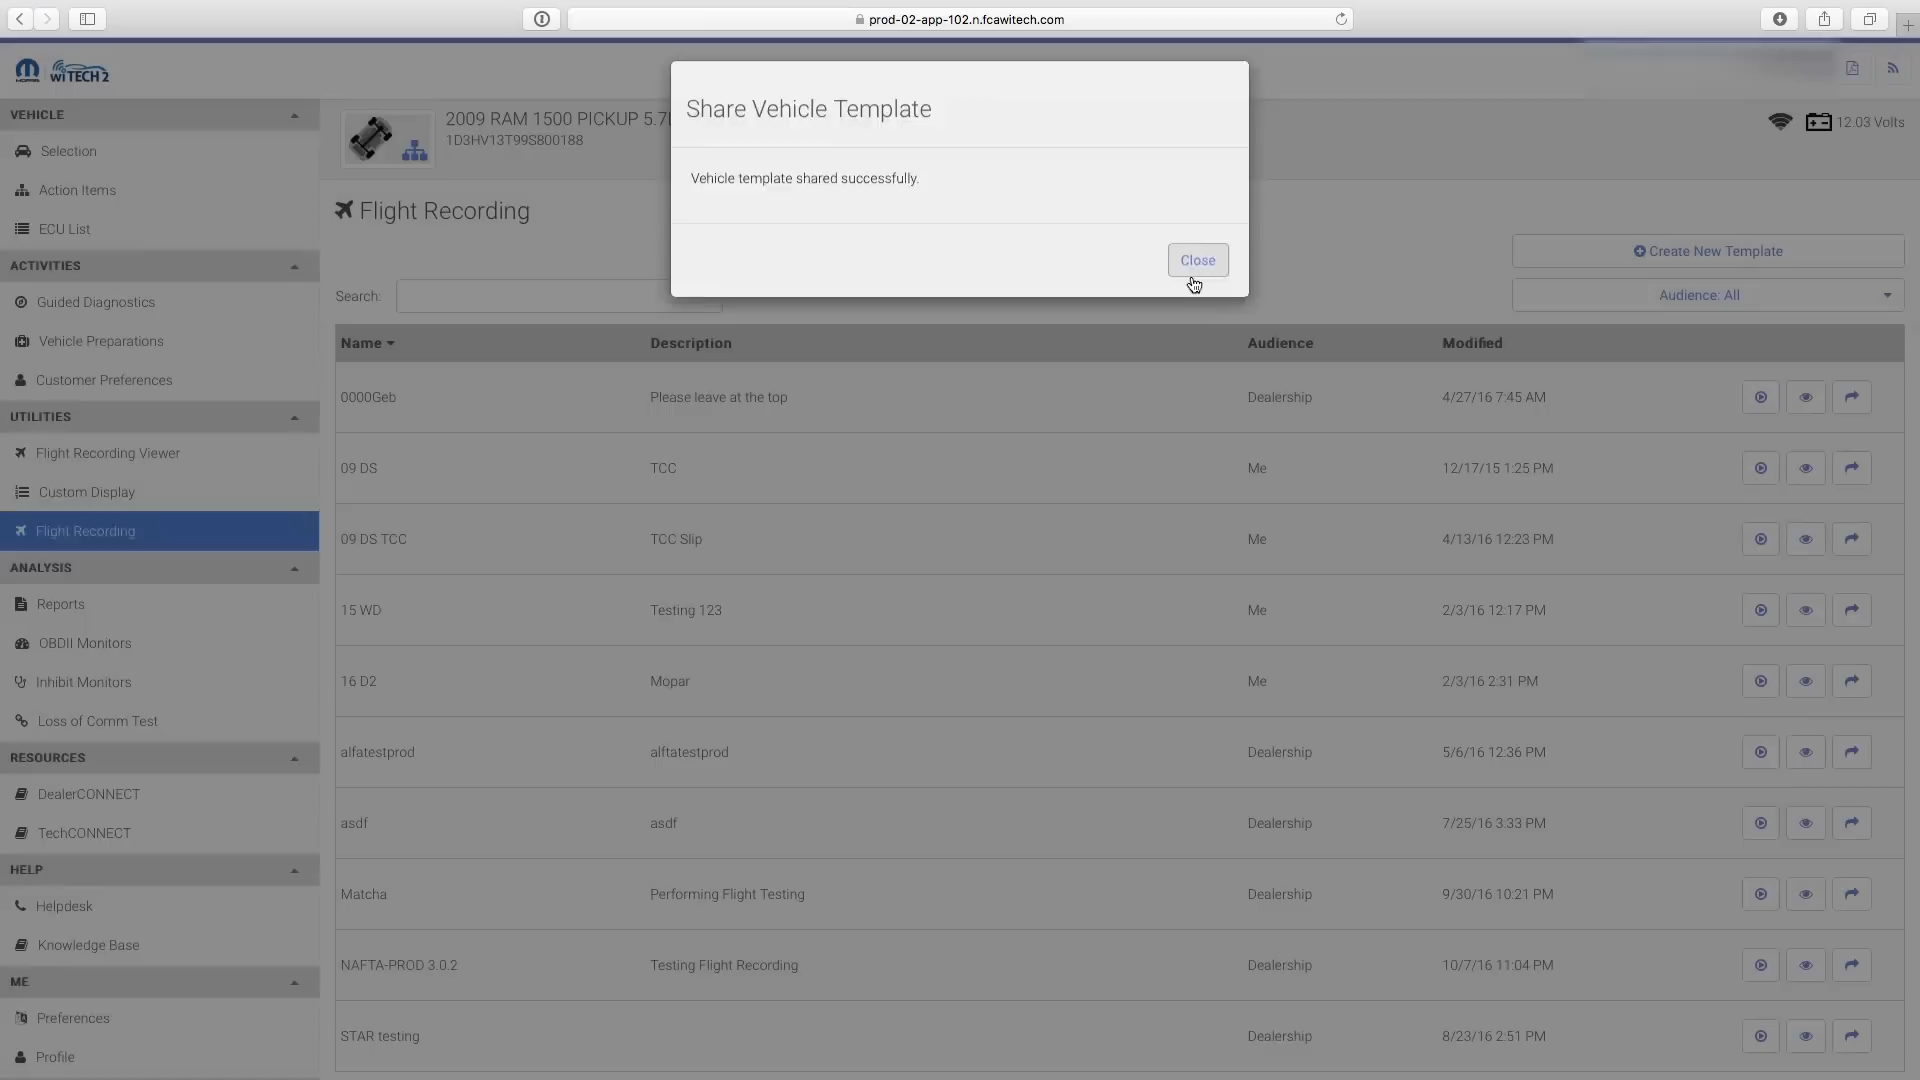 prod-02-app-102.n.fcawitech.com
MOPAR
wiTECH 2
VEHICLE
Selection
Action Items
ECU List
ACTIVITIES
Guided Diagnostics
Vehicle Preparations
Customer Preferences
UTILITIES
Flight Recording Viewer
Custom Display
Flight Recording
ANALYSIS
Reports
OBDII Monitors
Inhibit Monitors
Loss of Comm Test
RESOURCES
DealerCONNECT
TechCONNECT
HELP
Helpdesk
Knowledge Base
ME
Preferences
Profile
2009 RAM 1500 PICKUP 5.7
1D3HV13T99S800188
12.03 Volts
Share Vehicle Template
Vehicle template shared successfully.
Close
Flight Recording
Create New Template
Search:
Audience: All
Name Description Audience Modified
0000Geb Please leave at the top Dealership 4/27/16 7:45 AM
09 DS TCC Me 12/17/15 1:25 PM
09 DS TCC TCC Slip Me 4/13/16 12:23 PM
15 WD Testing 123 Me 2/3/16 12:17 PM
16 D2 Mopar Me 2/3/16 2:31 PM
alfatestprod alftatestprod Dealership 5/6/16 12:36 PM
asdf asdf Dealership 7/25/16 3:33 PM
Matcha Performing Flight Testing Dealership 9/30/16 10:21 PM
NAFTA-PROD 3.0.2 Testing Flight Recording Dealership 10/7/16 11:04 PM
STAR testing Dealership 8/23/16 2:51 PM